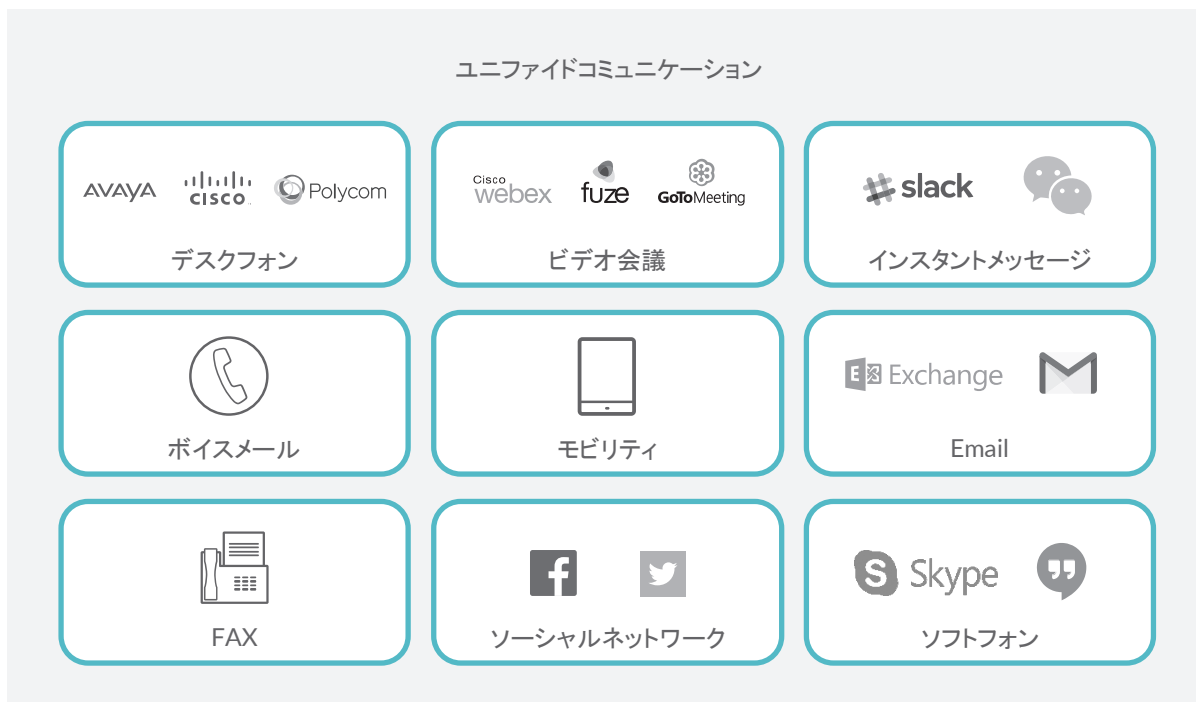 ユニファイドコミュニケーション
AVAYA
CISCO
Polycom
デスクフォン
Cisco
webex
fuze
GoToMeeting
ビデオ会議
slack
インスタントメッセージ
ボイスメール
モビリティ
E
Exchange
Email
FAX
f
ソーシャルネットワーク
S
Skype
ソフトフォン